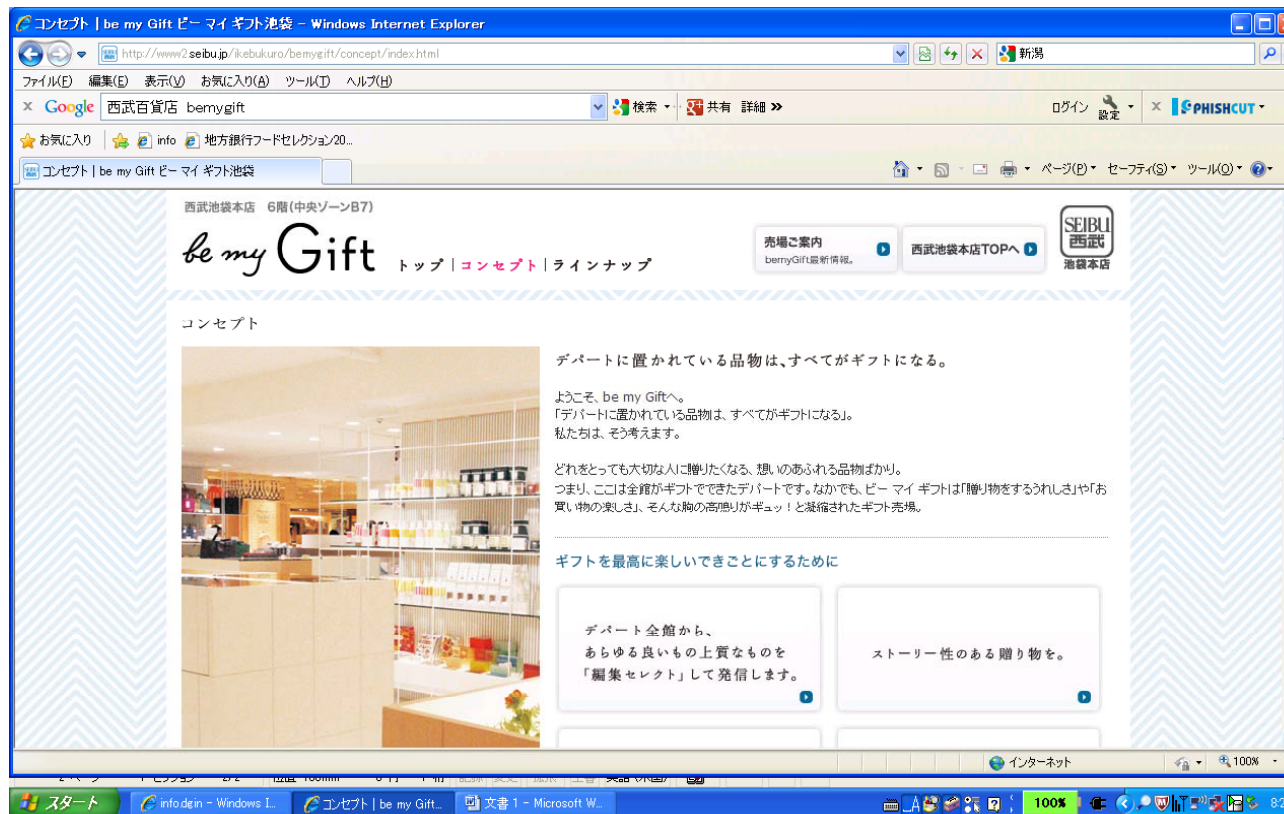 コンセプト | be my Gift ビー マイ ギフト池袋 - Windows Internet Explorer
http://www2.seibu.jp/ikebukuro/bemygift/concept/index.html
新潟
ファイル(F) 編集(E) 表示(V) お気に入り(A) ツール(T) ヘルプ(H)
x Google 西武百貨店 bemygift 検索 共有 詳細 >> ログイン 設定 x PHISHCUT
お気に入り info 地方銀行フードセレクション20...
コンセプト | be my Gift ビー マイ ギフト池袋
ページ(P) セーフティ(S) ツール(O)
西武池袋本店 6階(中央ゾーンB7)
be my Gift
トップ|コンセプト|ラインナップ
売場ご案内
bemyGift最新情報。
西武池袋本店TOPへ
SEIBU
西武
池袋本店
コンセプト
デパートに置かれている品物は、すべてがギフトになる。
ようこそ、be my Giftへ。
「デパートに置かれている品物は、すべてがギフトになる」。
私たちは、そう考えます。
どれをとっても大切な人に贈りたくなる、想いのあふれる品物ばかり。
つまり、ここは全館がギフトでできたデパートです。なかでも、ビー マイ ギフトは「贈り物をするうれしさ」や「お
買い物の楽しさ」、そんな胸の高鳴りがギュッ！と凝縮されたギフト売場。
ギフトを最高に楽しいできごとにするために
デパート全館から、
あらゆる良いもの上質なものを
「編集セレクト」して発信します。
ストーリー性のある贈り物を。
インターネット
100%
スタート
info.dgin - Windows I...
コンセプト | be my Gift...
文書 1 - Microsoft W...
100%